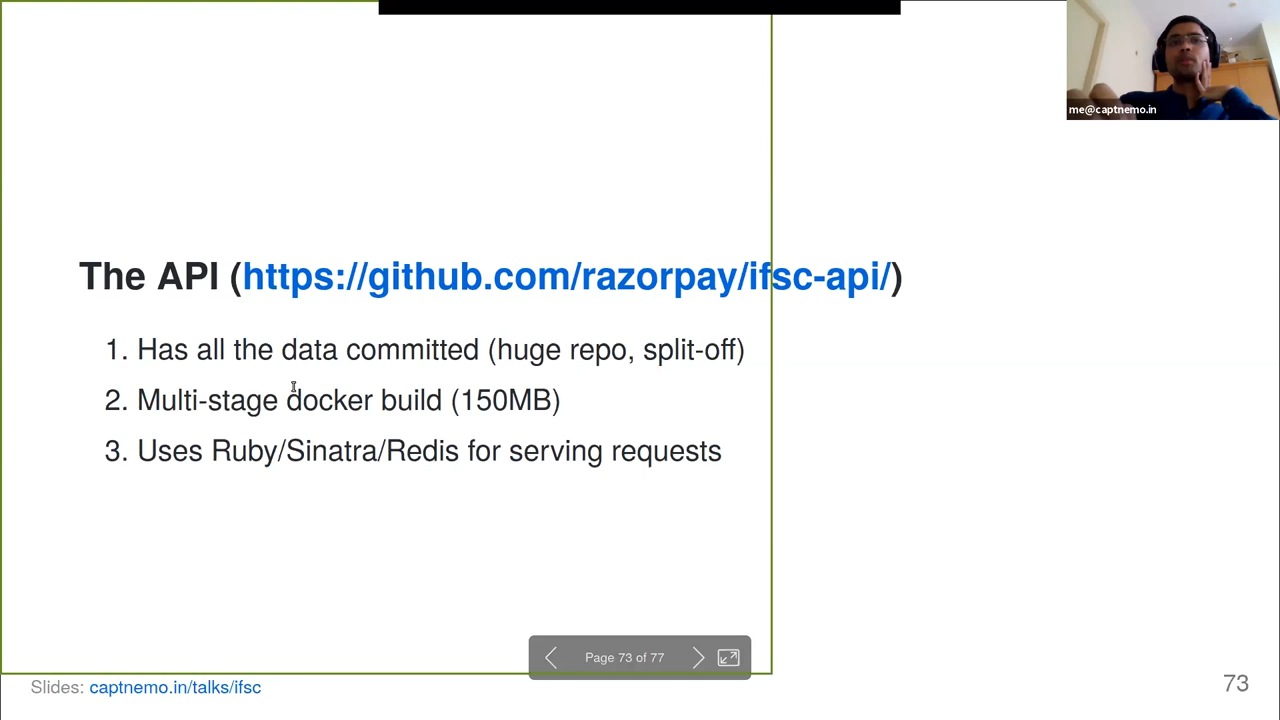 me@captnemo.in
The API (https://github.com/razorpay/ifsc-api/)
1. Has all the data committed (huge repo, split-off)
2. Multi-stage docker build (150MB)
3. Uses Ruby/Sinatra/Redis for serving requests
Page 73 of 77
Slides: captnemo.in/talks/ifsc
73